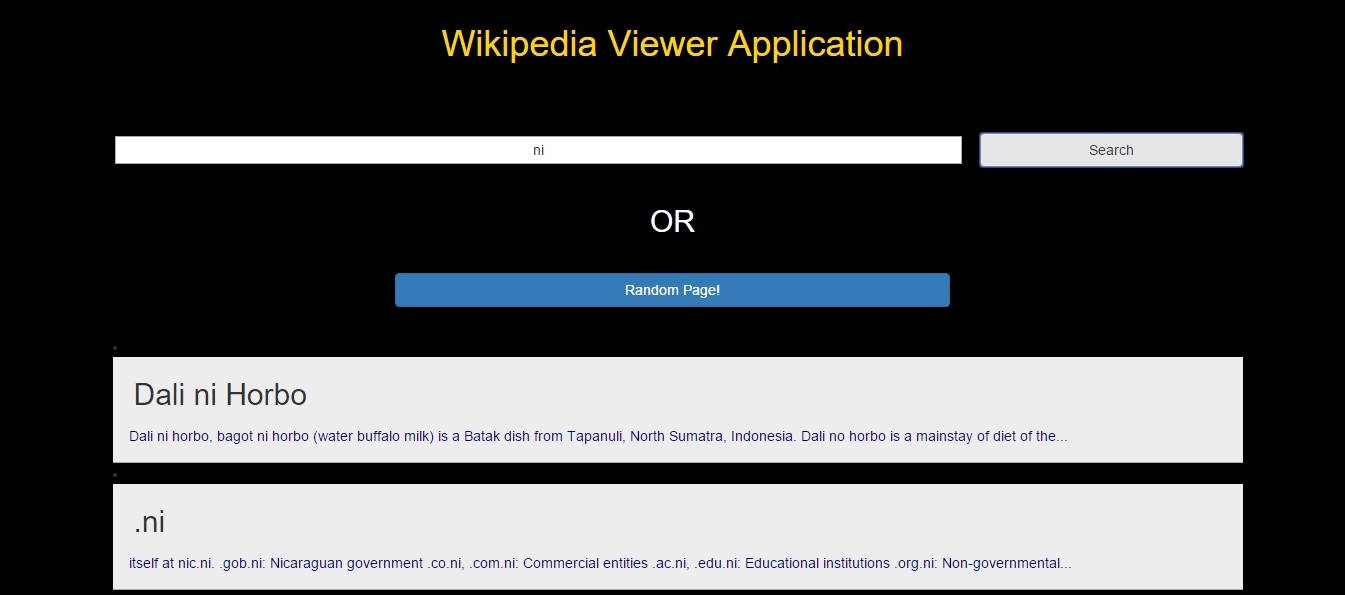 Wikipedia Viewer Application
ni
Search
OR
Random Page!
Dali ni Horbo
Dali ni horbo, bagot ni horbo (water buffalo milk) is a Batak dish from Tapanuli, North Sumatra, Indonesia. Dali no horbo is a mainstay of diet of the...
.ni
itself at nic.ni. .gob.ni: Nicaraguan government .co.ni, .com.ni: Commercial entities .ac.ni, .edu.ni: Educational institutions .org.ni: Non-governmental...